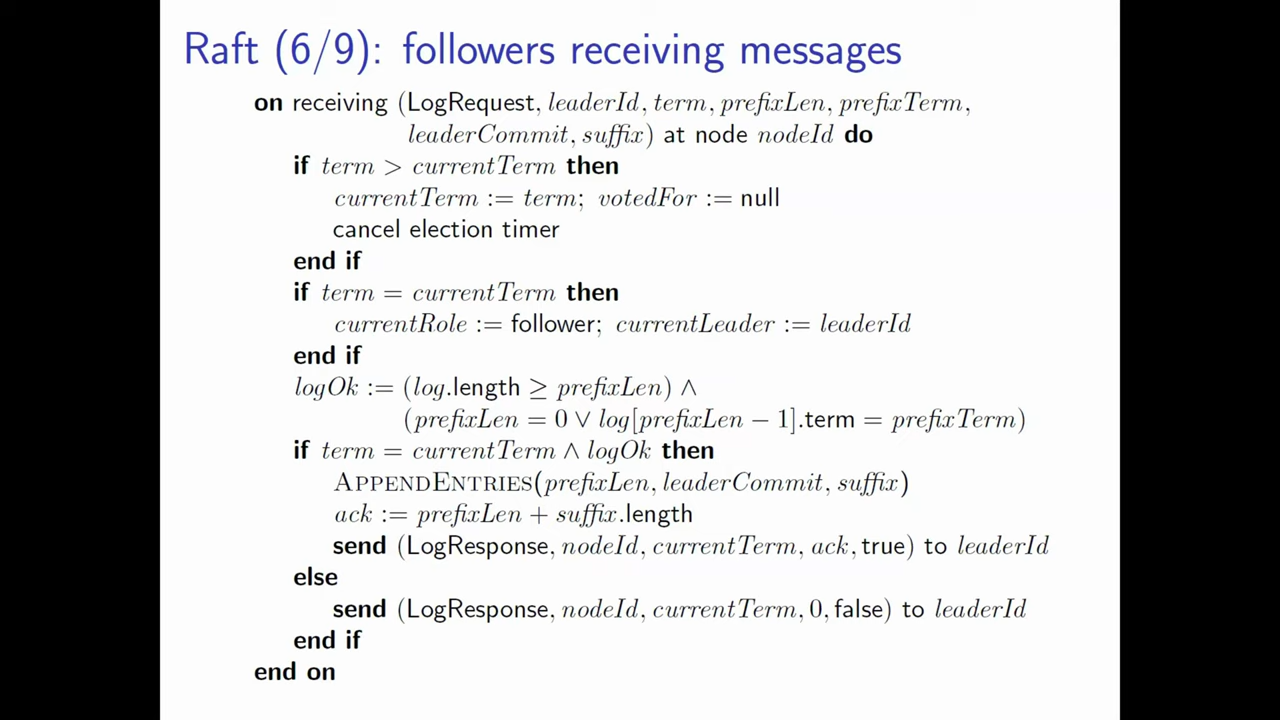 Raft (6/9): followers receiving messages
on receiving (LogRequest, leaderId, term, prefixLen, prefixTerm,
leaderCommit, suffix) at node nodeId do
if term > currentTerm then
currentTerm := term; votedFor := null
cancel election timer
end if
if term = currentTerm then
currentRole := follower; currentLeader := leaderId
end if
logOk := (log.length ≥ prefixLen) ∧
(prefixLen = 0 ∨ log[prefixLen − 1].term = prefixTerm)
if term = currentTerm ∧ logOk then
AppendEntries(prefixLen, leaderCommit, suffix)
ack := prefixLen + suffix.length
send (LogResponse, nodeId, currentTerm, ack, true) to leaderId
else
send (LogResponse, nodeId, currentTerm, 0, false) to leaderId
end if
end on